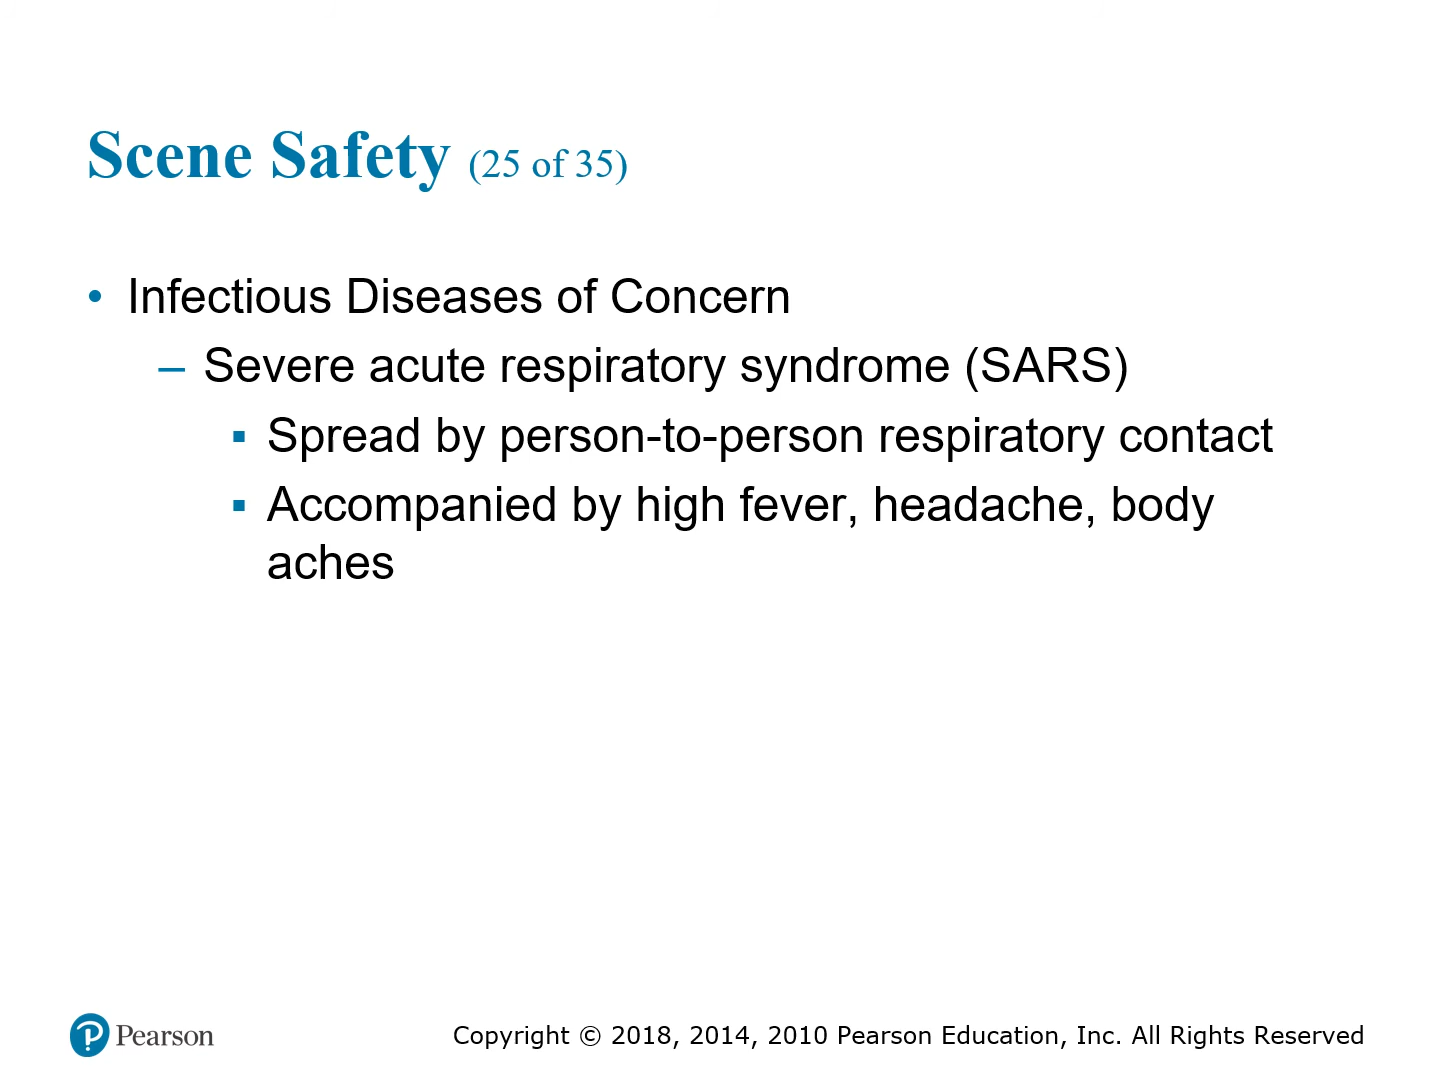 Scene Safety (25 of 35)
• Infectious Diseases of Concern
– Severe acute respiratory syndrome (SARS)
▪ Spread by person-to-person respiratory contact
▪ Accompanied by high fever, headache, body
aches
Pearson
Copyright © 2018, 2014, 2010 Pearson Education, Inc. All Rights Reserved